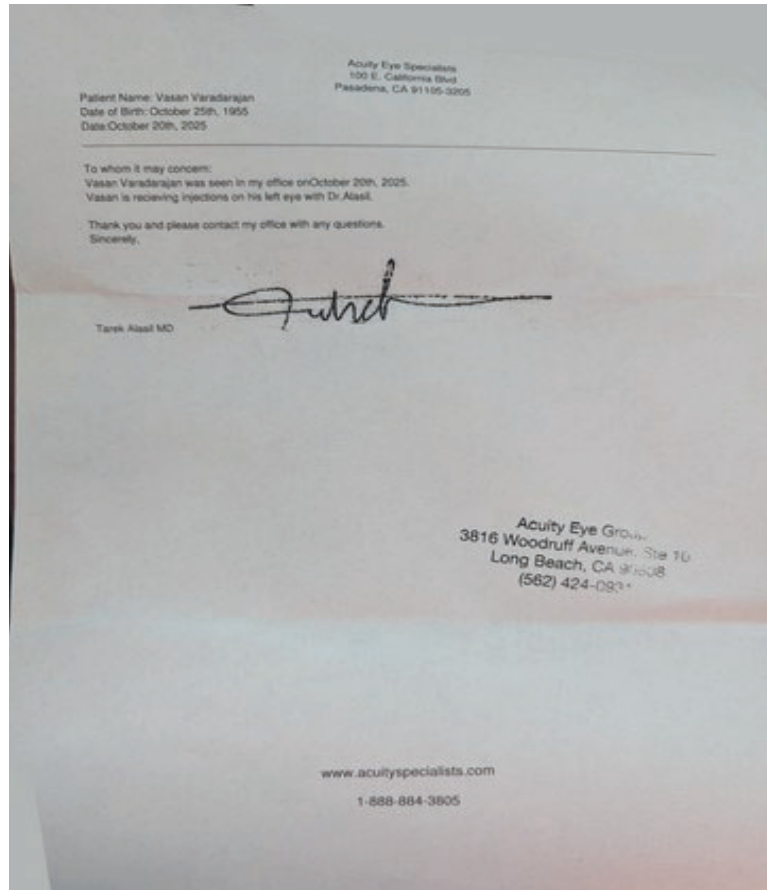 Acuity Eye Specialists
100 E. California Blvd
Pasadena, CA 91105-3205
Patient Name: Vasan Varadarajan
Date of Birth: October 25th, 1955
Date:October 20th, 2025
To whom it may concern:
Vasan Varadarajan was seen in my office onOctober 20th, 2025.
Vasan is recieving injections on his left eye with Dr.Alasil.
Thank you and please contact my office with any questions.
Sincerely,
Tarek Alasil MD
Acuity Eye
3816 Woodruff Avenue, Ste 10
Long Beach, CA
(562)
www.acuityspecialists.com
1-888-884-3805